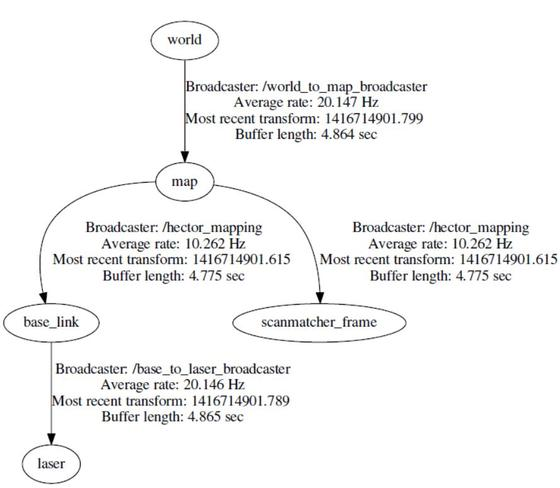 world
Broadcaster: /world_to_map_broadcaster
Average rate: 20.147 Hz
Most recent transform: 1416714901.799
Buffer length: 4.864 sec
map
Broadcaster: /hector_mapping
Average rate: 10.262 Hz
Most recent transform: 1416714901.615
Buffer length: 4.775 sec
Broadcaster: /hector_mapping
Average rate: 10.262 Hz
Most recent transform: 1416714901.615
Buffer length: 4.775 sec
base_link
scanmatcher_frame
Broadcaster: /base_to_laser_broadcaster
Average rate: 20.146 Hz
Most recent transform: 1416714901.789
Buffer length: 4.865 sec
laser